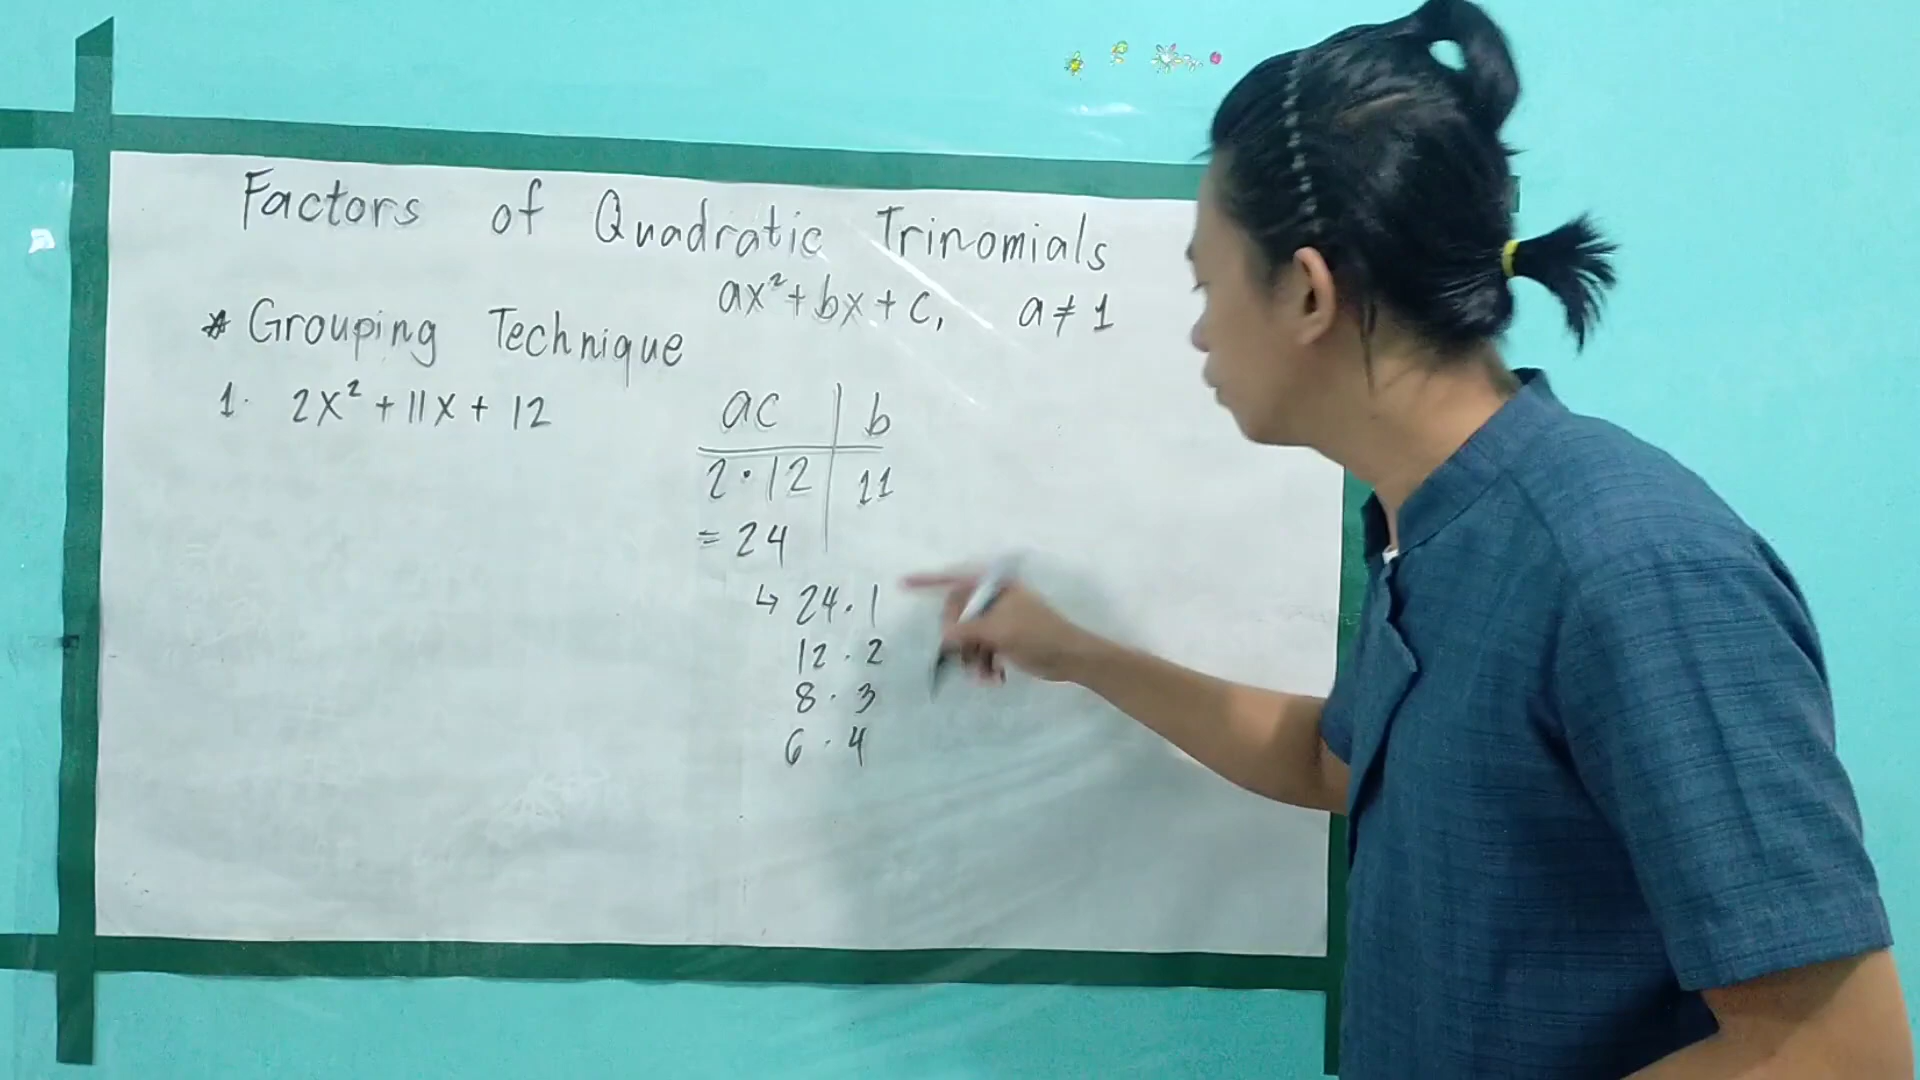 Factors of Quadratic Trinomials
ax²+bx+c, a≠1
* Grouping Technique
1. 2x²+11x+12
ac | b
2·12 | 11
=24
↳ 24·1
12·2
8·3
6·4